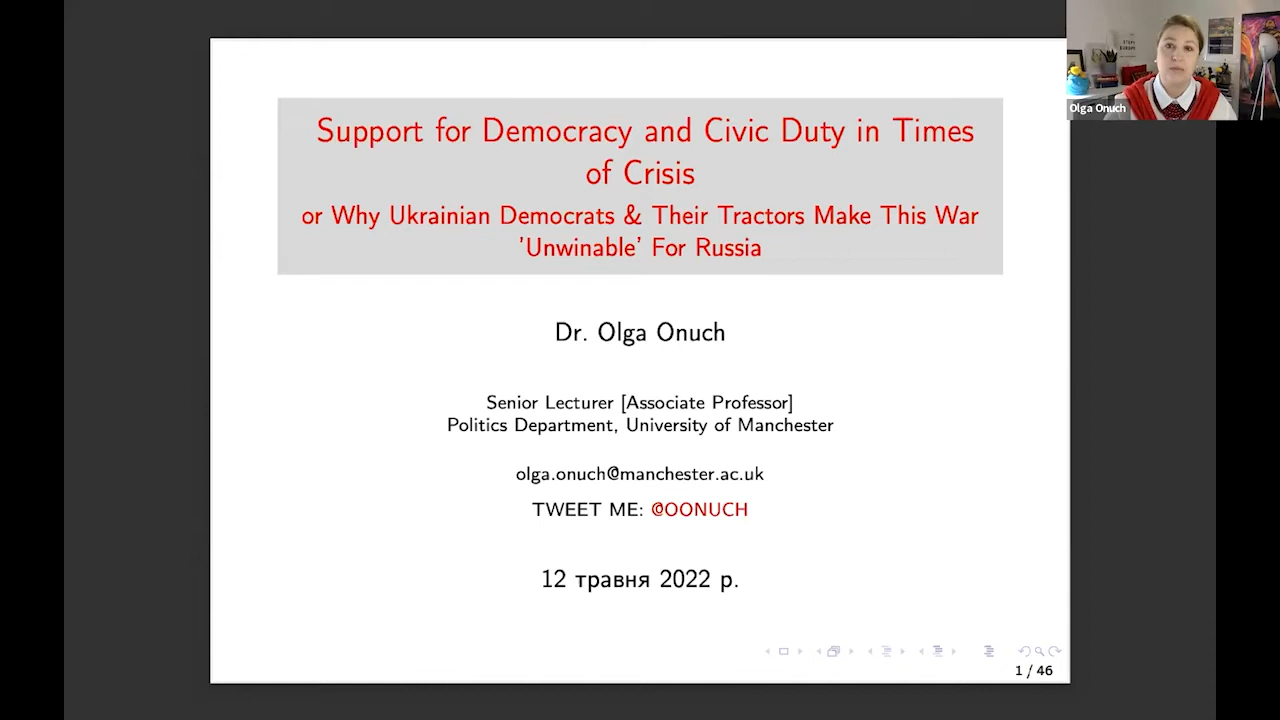 Support for Democracy and Civic Duty in Times
of Crisis
or Why Ukrainian Democrats & Their Tractors Make This War
'Unwinable' For Russia
Dr. Olga Onuch
Senior Lecturer [Associate Professor]
Politics Department, University of Manchester
olga.onuch@manchester.ac.uk
TWEET ME: @OONUCH
12 травня 2022 р.
1 / 46
Olga Onuch